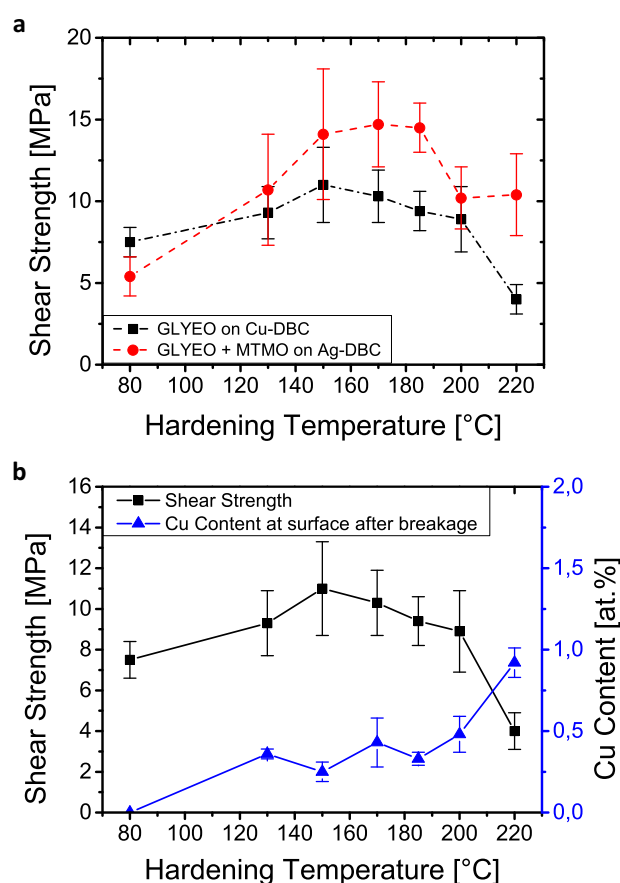 a
20
15
10
5
0
Shear Strength [MPa]
GLYEO on Cu-DBC
GLYEO + MTMO on Ag-DBC
80 100 120 140 160 180 200 220
Hardening Temperature [°C]
b
16
14
12
10
8
6
4
2
0
Shear Strength [MPa]
Shear Strength
Cu Content at surface after breakage
2,0
1,5
1,0
0,5
0,0
Cu Content [at.%]
80 100 120 140 160 180 200 220
Hardening Temperature [°C]